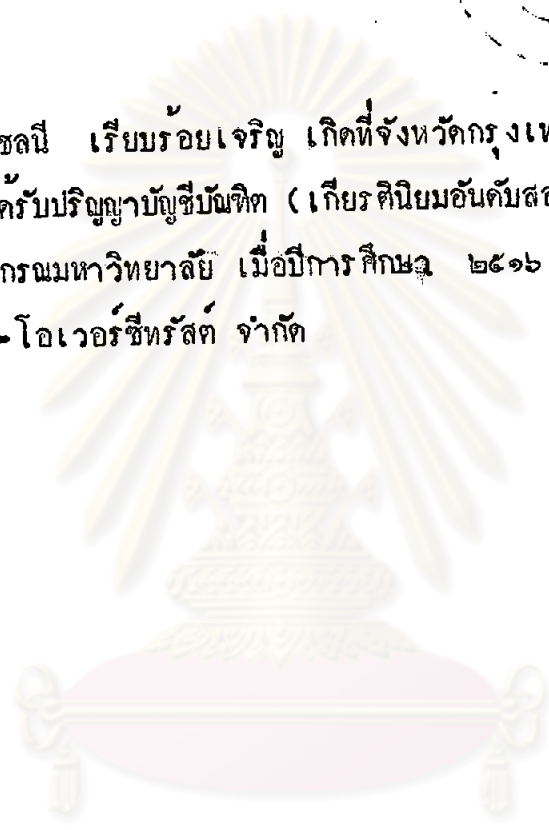 ชลนี เรียบร้อยเจริญ เกิดที่จังหวัดกรุงเท
ด้รับปริญญาบัญชีบัณฑิต (เกียรตินิยมอันดับสอ
กรณมหาวิทยาลัย เมื่อปีการศึกษา ๒๕๑๖
-โอเวอร์ซีทรัสต์ จำกัด